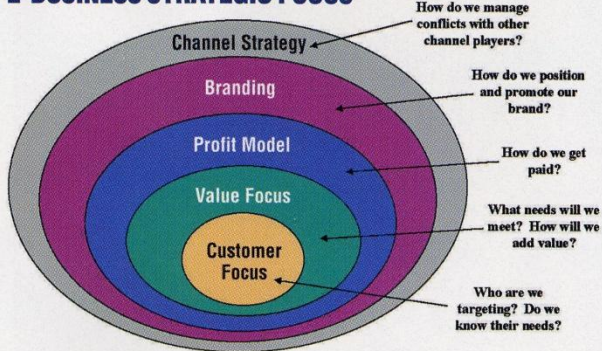 How do we manage
conflicts with other
channel players?
Channel Strategy
Branding
How do we position
and promote our
brand?
Profit Model
How do we get
paid?
Value Focus
What needs will we
meet? How will we
add value?
Customer
Focus
Who are we
targeting? Do we
know their needs?